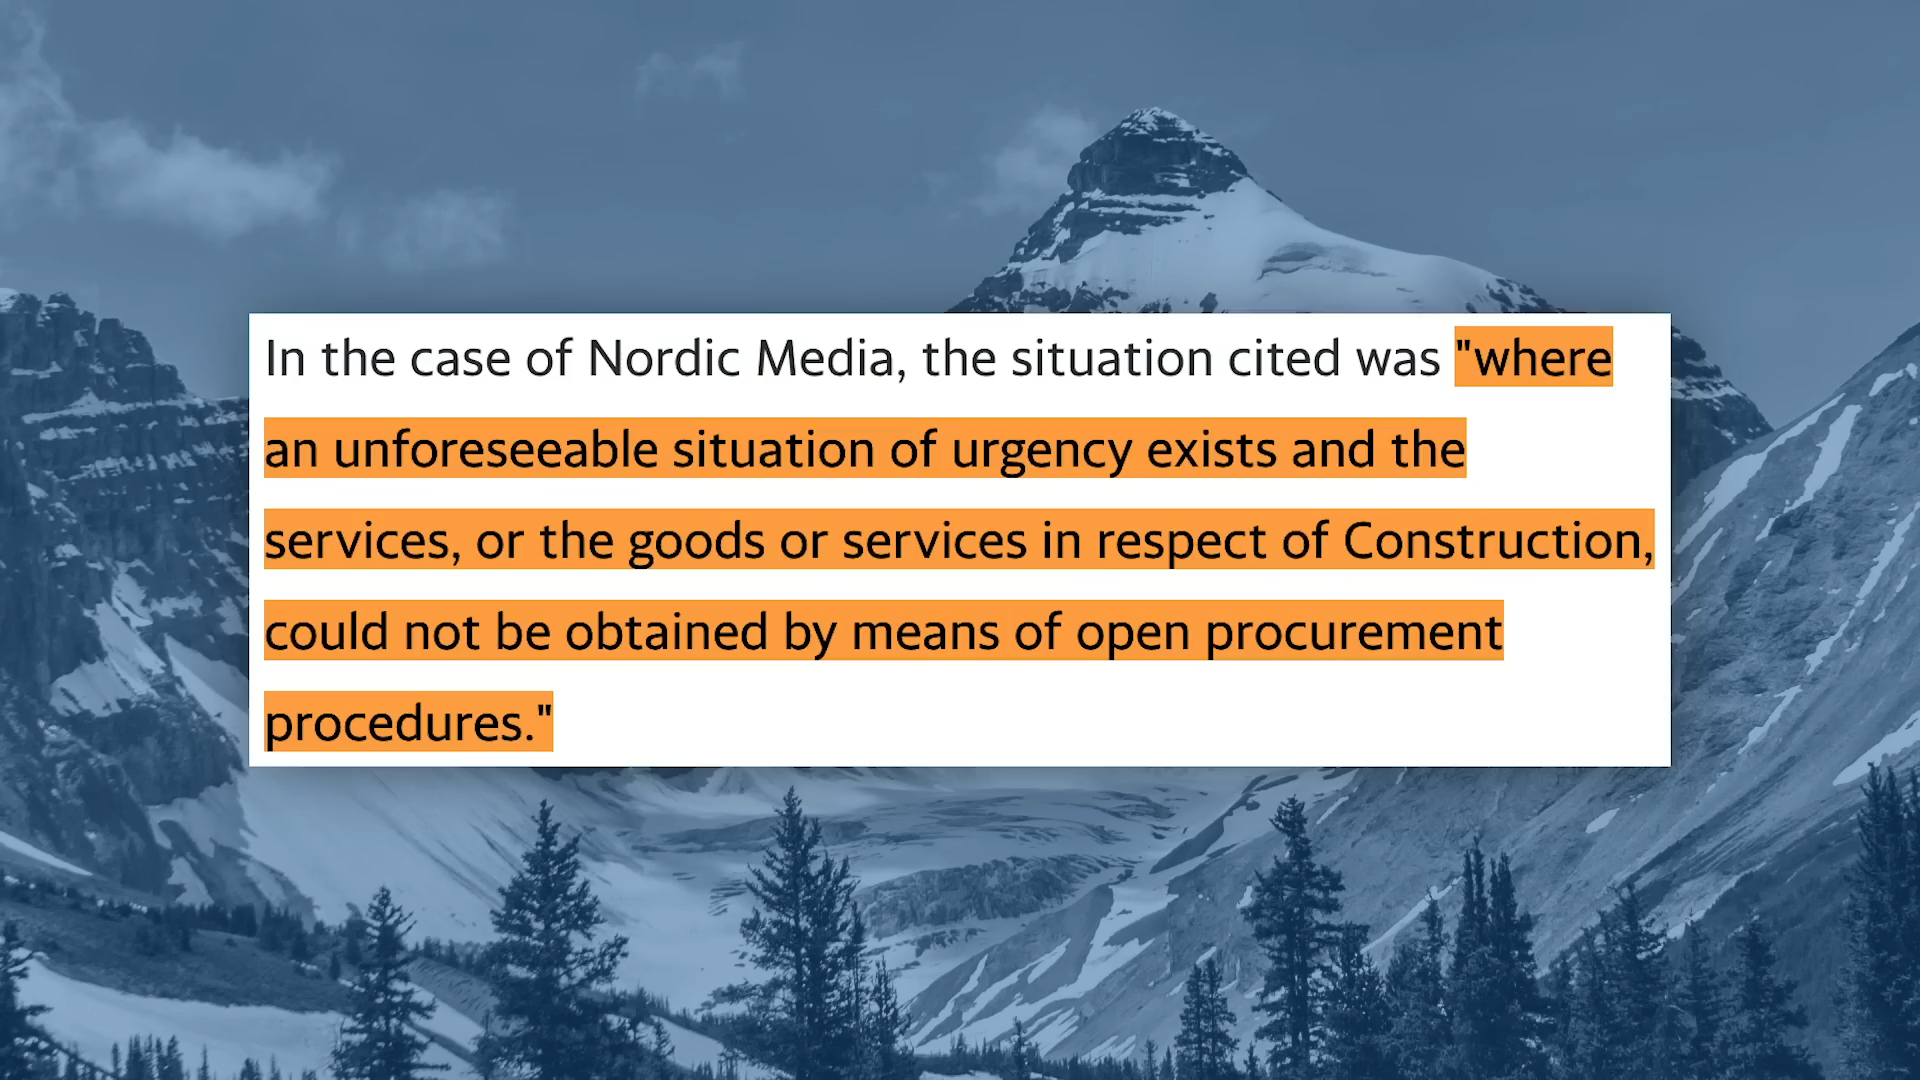 In the case of Nordic Media, the situation cited was "where
an unforeseeable situation of urgency exists and the
services, or the goods or services in respect of Construction,
could not be obtained by means of open procurement
procedures."